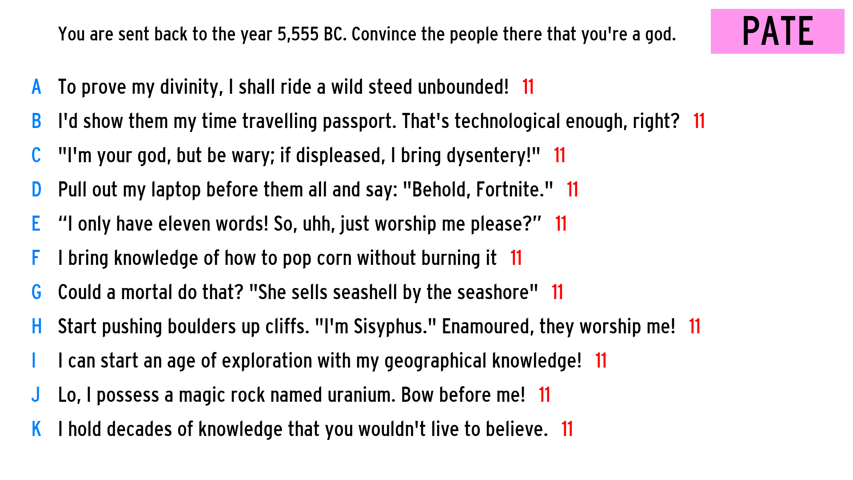 You are sent back to the year 5,555 BC. Convince the people there that you're a god.
PATE
A To prove my divinity, I shall ride a wild steed unbounded! 11
B I'd show them my time travelling passport. That's technological enough, right? 11
C "I'm your god, but be wary; if displeased, I bring dysentery!" 11
D Pull out my laptop before them all and say: "Behold, Fortnite." 11
E “I only have eleven words! So, uhh, just worship me please?” 11
F I bring knowledge of how to pop corn without burning it 11
G Could a mortal do that? "She sells seashell by the seashore" 11
H Start pushing boulders up cliffs. "I'm Sisyphus." Enamoured, they worship me! 11
I I can start an age of exploration with my geographical knowledge! 11
J Lo, I possess a magic rock named uranium. Bow before me! 11
K I hold decades of knowledge that you wouldn't live to believe. 11